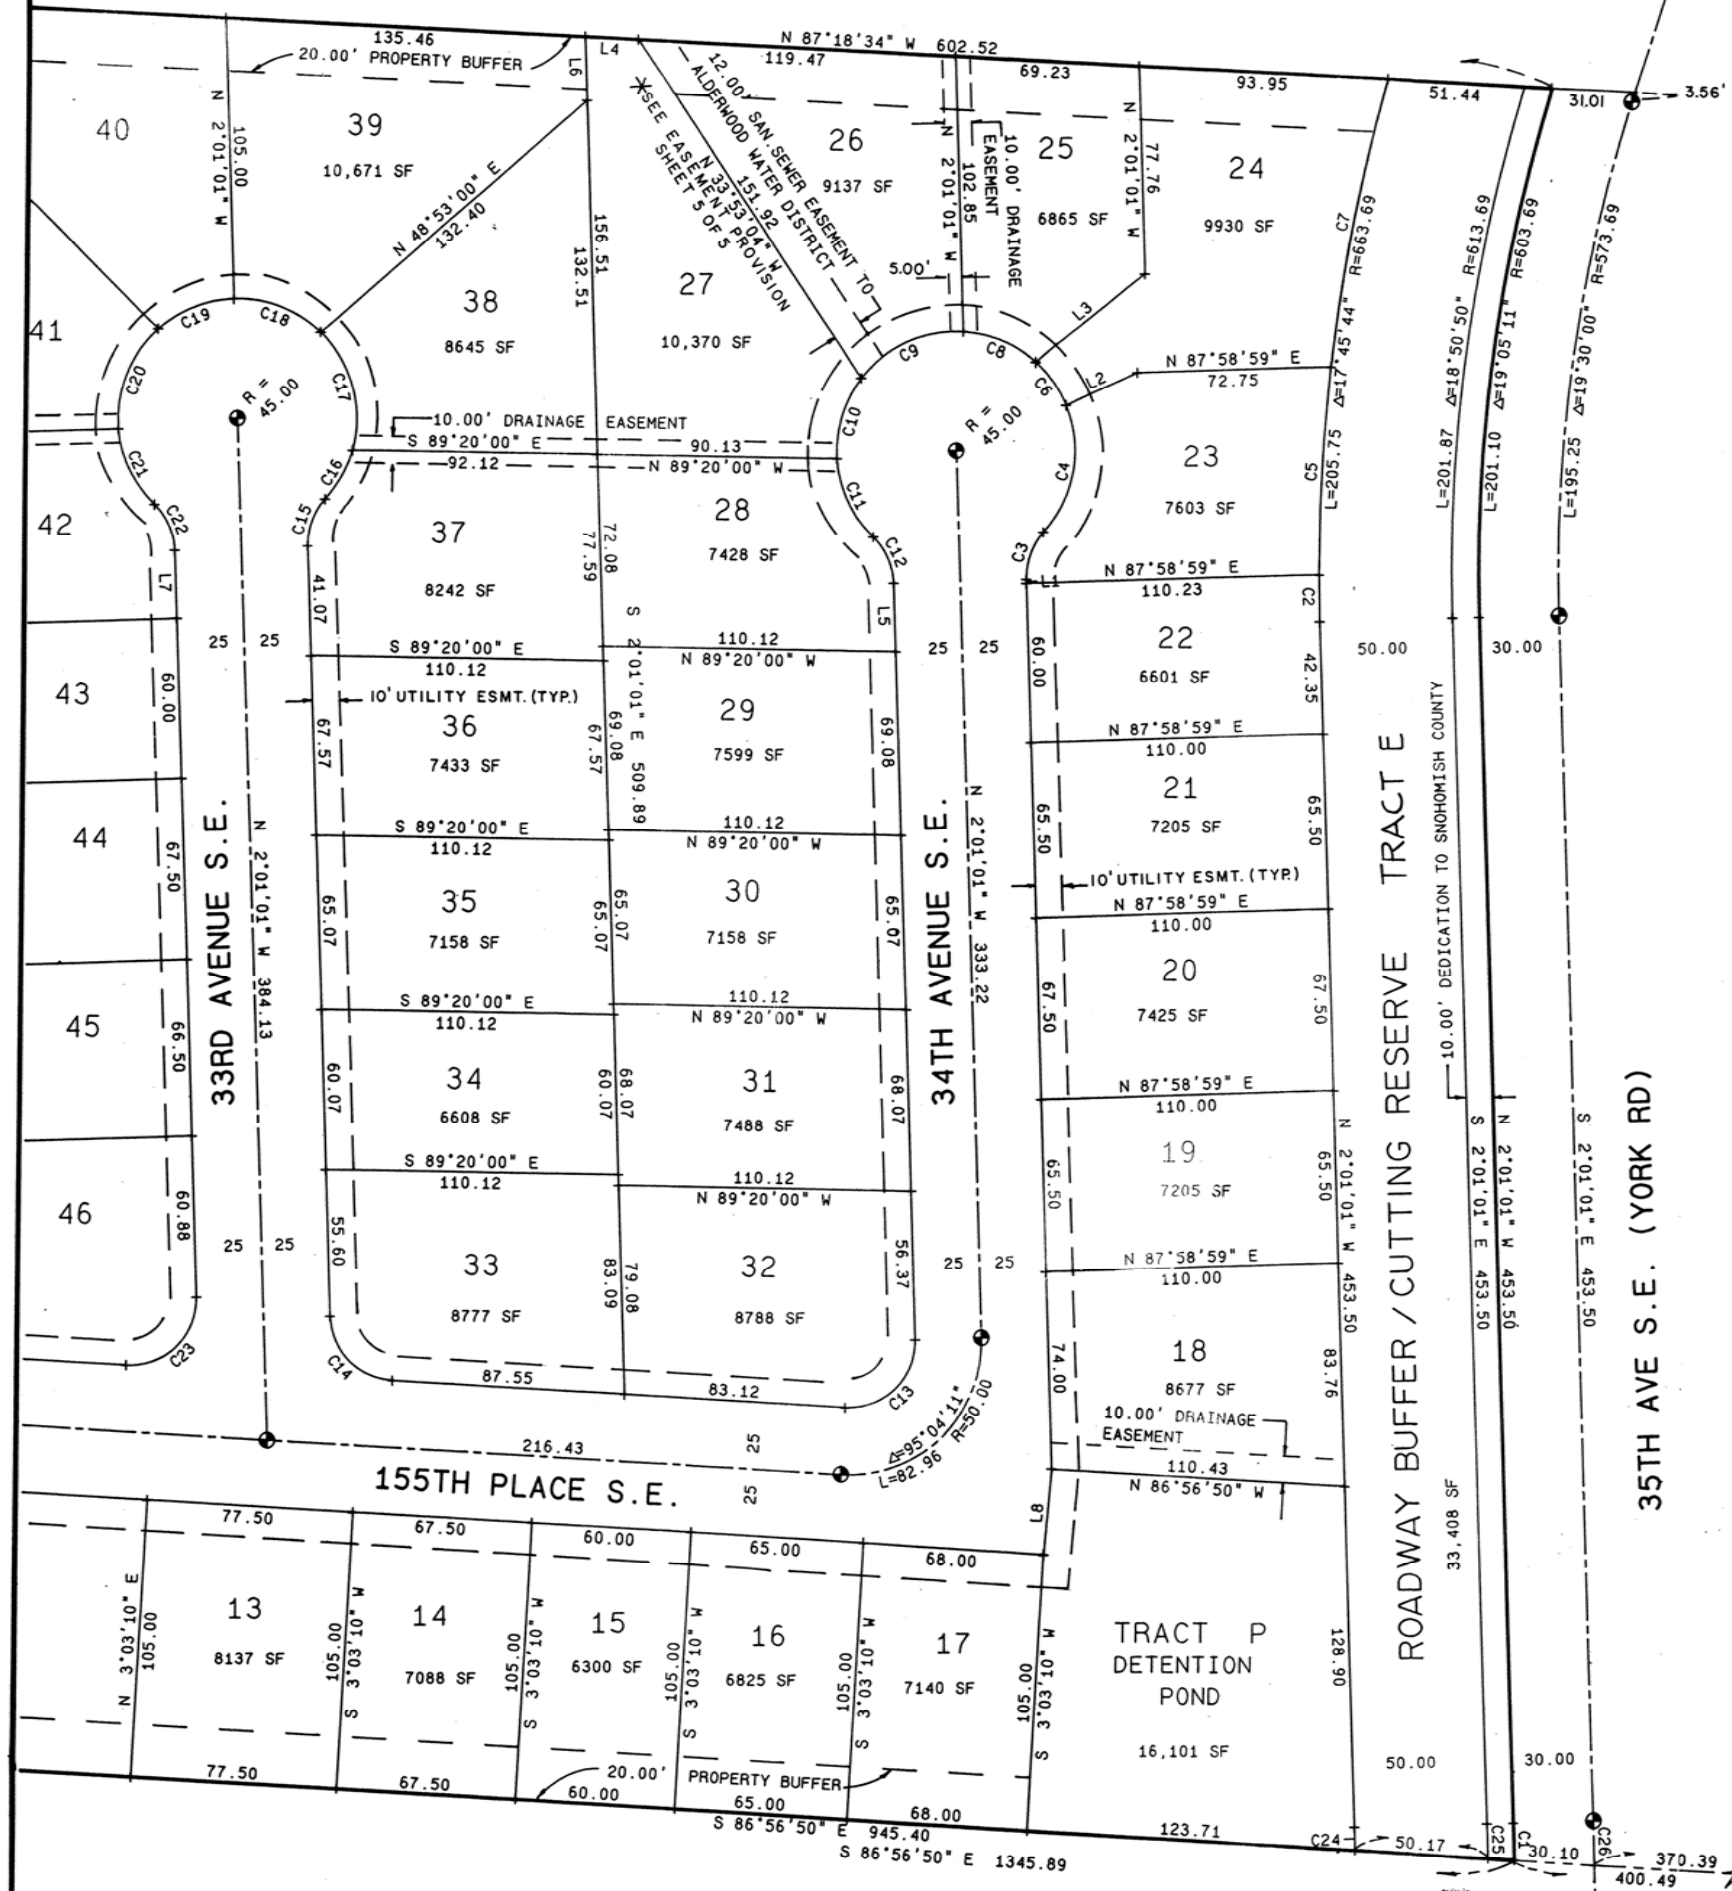 135.46
20.00' PROPERTY BUFFER
L4
L6
N 87°18'34" W 602.52
119.47
69.23
93.95
51.44
31.01
3.56'
40
N 2°01'01" W
105.00
39
10,671 SF
N 48°53'00" E
132.40
12.00' SAN.SEWER EASEMENT TO
ALDERWOOD WATER DISTRICT
N 33°53'04" W
151.92
*SEE EASEMENT PROVISION
SHEET 5 OF 5
26
9137 SF
N 2°01'01" W
102.85
10.00' DRAINAGE
EASEMENT
5.00'
25
6865 SF
N 2°01'01" W
77.76
24
9930 SF
C7
R=663.69
Δ=17°45'44"
L=205.75
R=613.69
Δ=18°50'50"
L=201.87
R=603.69
Δ=19°05'11"
L=201.10
R=573.69
Δ=19°30'00"
L=195.25
41
C19
C18
C20
C17
R =
45.00
38
8645 SF
156.51
132.51
27
10,370 SF
C9
C8
L3
C6
L2
N 87°58'59" E
72.75
R =
45.00
C10
10.00' DRAINAGE EASEMENT
S 89°20'00" E
90.13
92.12
N 89°20'00" W
C21
C16
C11
C4
23
7603 SF
C5
42
C22
C15
37
8242 SF
72.08
77.59
28
7428 SF
C12
C3
L1
N 87°58'59" E
110.23
C2
L7
41.07
L5
25 25
S 89°20'00" E
110.12
110.12
N 89°20'00" W
25 25
60.00
22
6601 SF
42.35
50.00
30.00
43
60.00
10' UTILITY ESMT.(TYP.)
67.57
36
7433 SF
69.08
67.57
S 2°01'01" E 509.89
29
7599 SF
69.08
N 87°58'59" E
110.00
44
67.50
S 89°20'00" E
110.12
110.12
N 89°20'00" W
65.50
21
7205 SF
65.50
10' UTILITY ESMT.(TYP.)
33RD AVENUE S.E.
N 2°01'01" W 384.13
65.07
35
7158 SF
65.07
65.07
30
7158 SF
65.07
34TH AVENUE S.E.
N 2°01'01" W 333.22
N 87°58'59" E
110.00
45
66.50
S 89°20'00" E
110.12
110.12
N 89°20'00" W
67.50
20
7425 SF
67.50
60.07
34
6608 SF
68.07
60.07
31
7488 SF
68.07
N 87°58'59" E
110.00
46
60.88
S 89°20'00" E
110.12
110.12
N 89°20'00" W
65.50
19
7205 SF
65.50
N 2°01'01" W 453.50
25 25
55.60
33
8777 SF
79.08
83.09
32
8788 SF
56.37
25 25
N 87°58'59" E
110.00
C23
C14
87.55
83.12
C13
74.00
18
8677 SF
83.76
10.00' DRAINAGE
EASEMENT
110.43
N 86°56'50" W
216.43
25
25
Δ=95°04'11"
R=50.00
L=82.96
155TH PLACE S.E.
L8
ROADWAY BUFFER / CUTTING RESERVE TRACT E
33,408 SF
10.00' DEDICATION TO SNOHOMISH COUNTY
S 2°01'01" E 453.50
N 2°01'01" W 453.50
S 2°01'01" E 453.50
35TH AVE S.E. (YORK RD)
77.50
67.50
60.00
65.00
68.00
N 3°03'10" E
105.00
13
8137 SF
105.00
S 3°03'10" W
14
7088 SF
105.00
S 3°03'10" W
15
6300 SF
105.00
S 3°03'10" W
16
6825 SF
105.00
S 3°03'10" W
17
7140 SF
105.00
S 3°03'10" W
TRACT P
DETENTION
POND
16,101 SF
128.90
50.00
30.00
77.50
67.50
20.00' PROPERTY BUFFER
60.00
65.00
68.00
S 86°56'50" E 945.40
S 86°56'50" E 1345.89
123.71
C24
50.17
C25
C1
30.10
C26
370.39
400.49